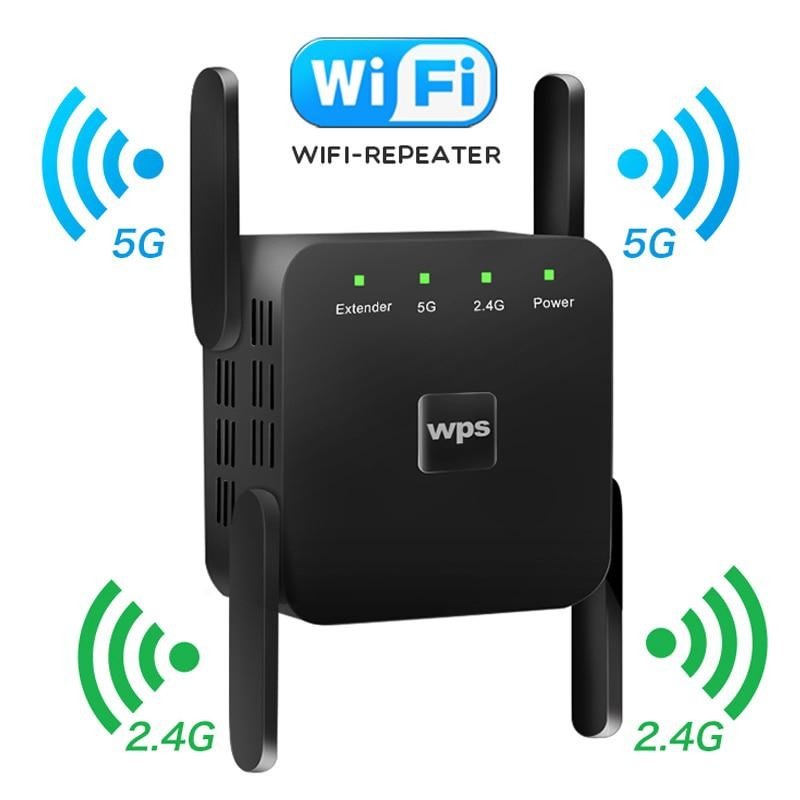 WiFi
WIFI-REPEATER
5G
5G
Extender 5G 2.4G Power
wps
2.4G
2.4G